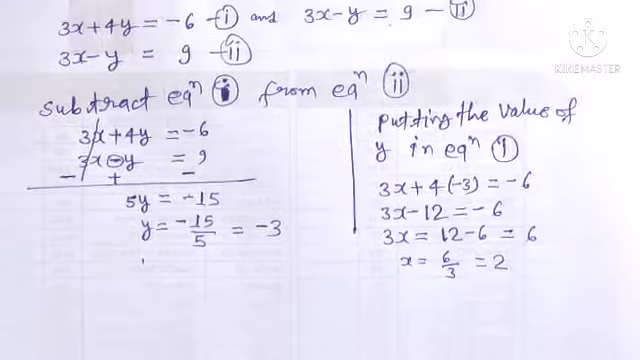 3x+4y = -6 -(i) and 3x-y = 9 -(ii)
3x-y = 9 -(ii)
Subtract eqⁿ (i) from eqⁿ (ii)
3x+4y = -6
3x-y = 9
- + -
5y = -15
y = -15/5 = -3
Putting the value of
y in eqⁿ (i)
3x+4(-3) = -6
3x-12 = -6
3x = 12-6 = 6
x = 6/3 = 2
KINEMASTER